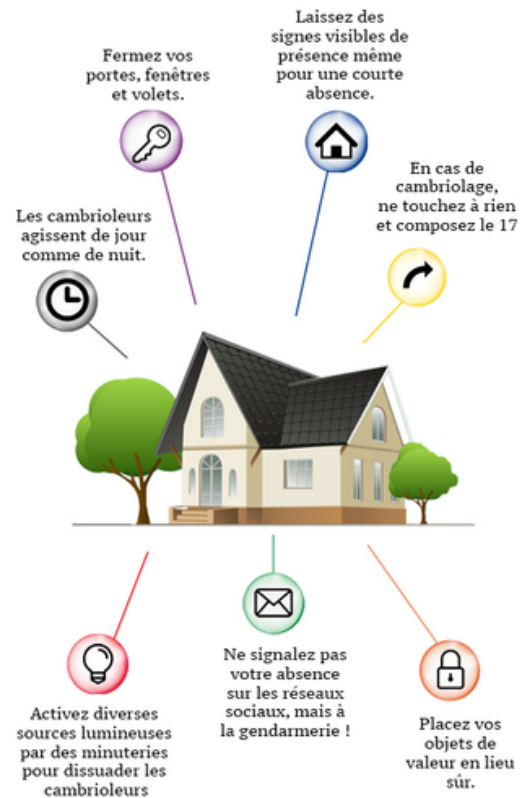 Fermez vos
portes, fenêtres
et volets.
Laissez des
signes visibles de
présence même
pour une courte
absence.
En cas de
cambriolage,
ne touchez à rien
et composez le 17
Les cambrioleurs
agissent de jour
comme de nuit.
Activez diverses
sources lumineuses
par des minuteries
pour dissuader les
cambrioleurs
Ne signalez pas
votre absence
sur les réseaux
sociaux, mais à
la gendarmerie !
Placez vos
objets de
valeur en lieu
sûr.